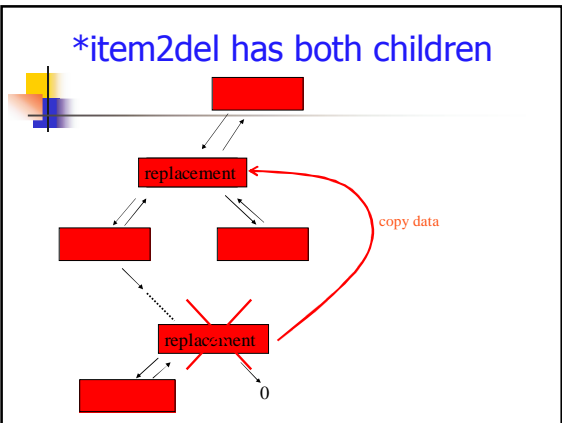 *item2del has both children
replacement
copy data
replacement
0